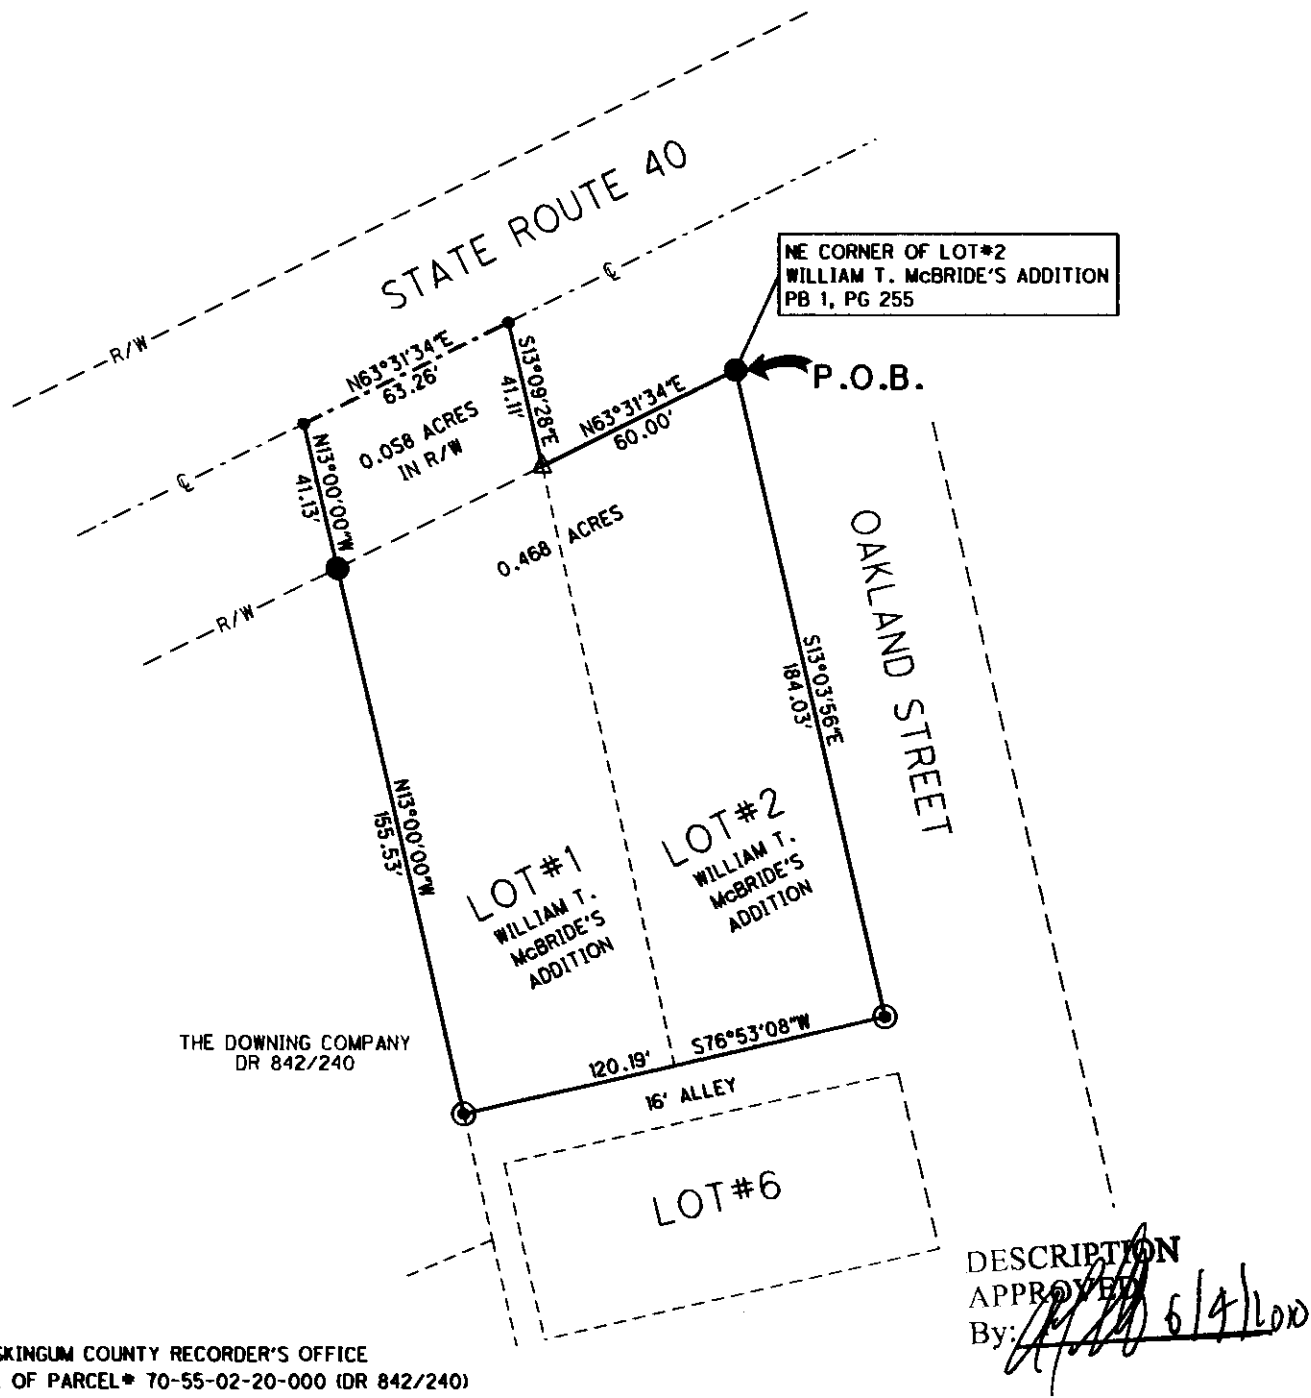 STATE ROUTE 40
NE CORNER OF LOT#2
WILLIAM T. McBRIDE'S ADDITION
PB 1, PG 255
R/W
℄
N63°31'34"E
63.26'
S13°09'28"E
41.11'
N63°31'34"E
60.00'
P.O.B.
0.058 ACRES
IN R/W
℄
N13°00'00"W
41.13'
0.468 ACRES
R/W
OAKLAND STREET
S13°03'56"E
184.03'
N13°00'00"W
155.53'
LOT#1
WILLIAM T.
McBRIDE'S
ADDITION
LOT#2
WILLIAM T.
McBRIDE'S
ADDITION
THE DOWNING COMPANY
DR 842/240
120.19'
S76°53'08"W
16' ALLEY
LOT#6
DESCRIPTION
APPROVED
By:
SKINGUM COUNTY RECORDER'S OFFICE
OF PARCEL# 70-55-02-20-000 (DR 842/240)